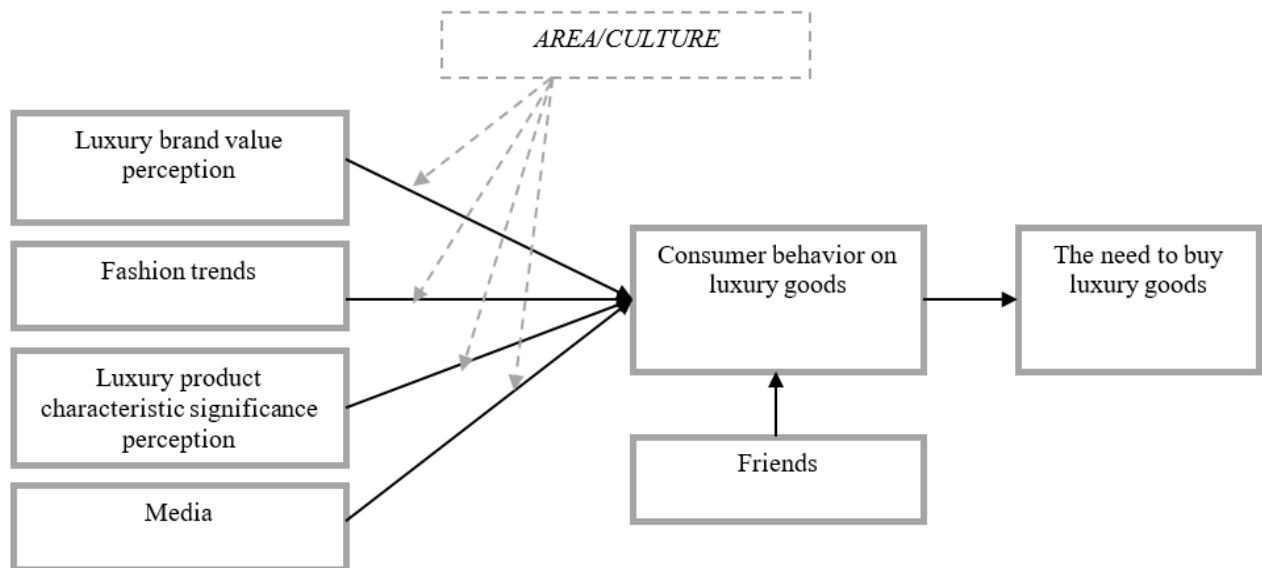 AREA/CULTURE
Luxury brand value
perception
Fashion trends
Luxury product
characteristic significance
perception
Media
Consumer behavior on
luxury goods
Friends
The need to buy
luxury goods